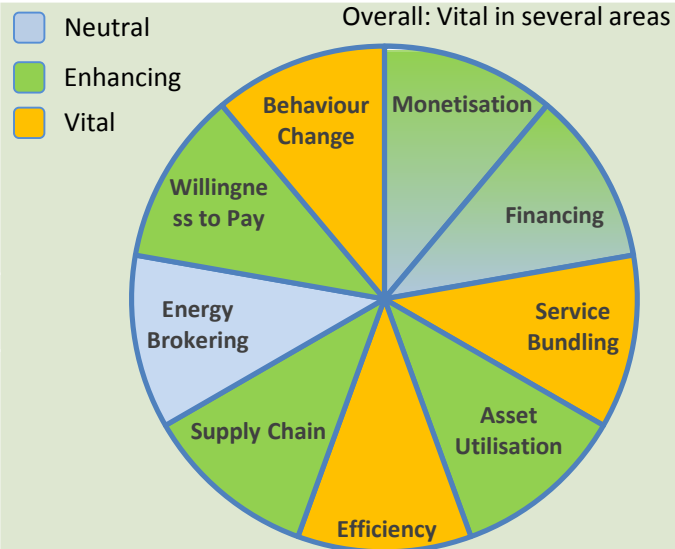 Overall: Vital in several areas
Neutral
Enhancing
Vital
Behaviour
Change
Monetisation
Willingne
ss to Pay
Financing
Energy
Brokering
Service
Bundling
Supply Chain
Asset
Utilisation
Efficiency